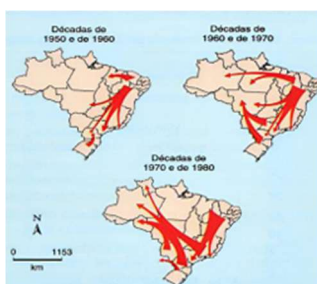 Décadas de
1950 e de 1960
Décadas de
1960 e de 1970
Décadas de
1970 e de 1980
N
0 1153
km